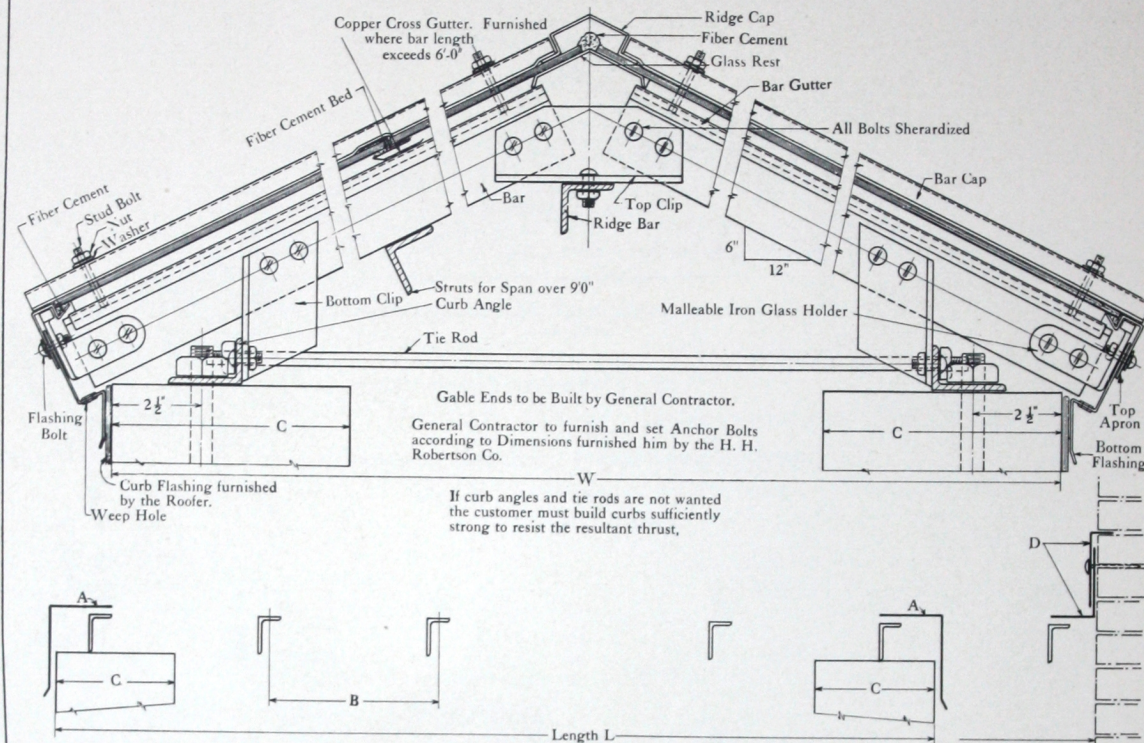 Copper Cross Gutter. Furnished
where bar length
exceeds 6'-0"
Ridge Cap
Fiber Cement
Glass Rest
Bar Gutter
Fiber Cement Bed
All Bolts Sherardized
Bar Cap
Fiber Cement
Stud Bolt
Nut
Washer
Bar
Top Clip
Ridge Bar
6"
12"
Struts for Span over 9'0"
Bottom Clip
Curb Angle
Malleable Iron Glass Holder
Tie Rod
Flashing
Bolt
2 ½"
C
Gable Ends to be Built by General Contractor.
General Contractor to furnish and set Anchor Bolts
according to Dimensions furnished him by the H. H.
Robertson Co.
C
2 ½"
Top
Apron
Bottom
Flashing
W
Curb Flashing furnished
by the Roofer.
Weep Hole
If curb angles and tie rods are not wanted
the customer must build curbs sufficiently
strong to resist the resultant thrust,
D
A
A
C
B
C
Length L